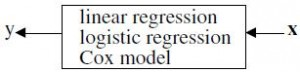 linear regression
y logistic regression x
Cox model